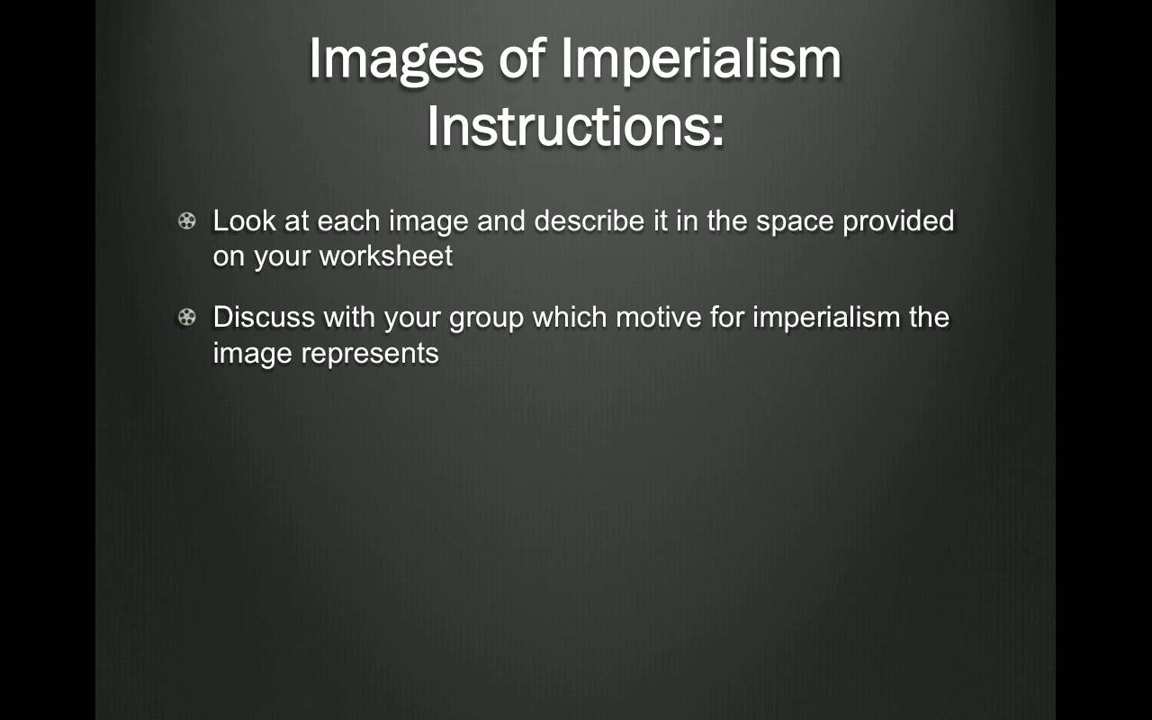 Images of Imperialism
Instructions:
Look at each image and describe it in the space provided
on your worksheet
Discuss with your group which motive for imperialism the
image represents